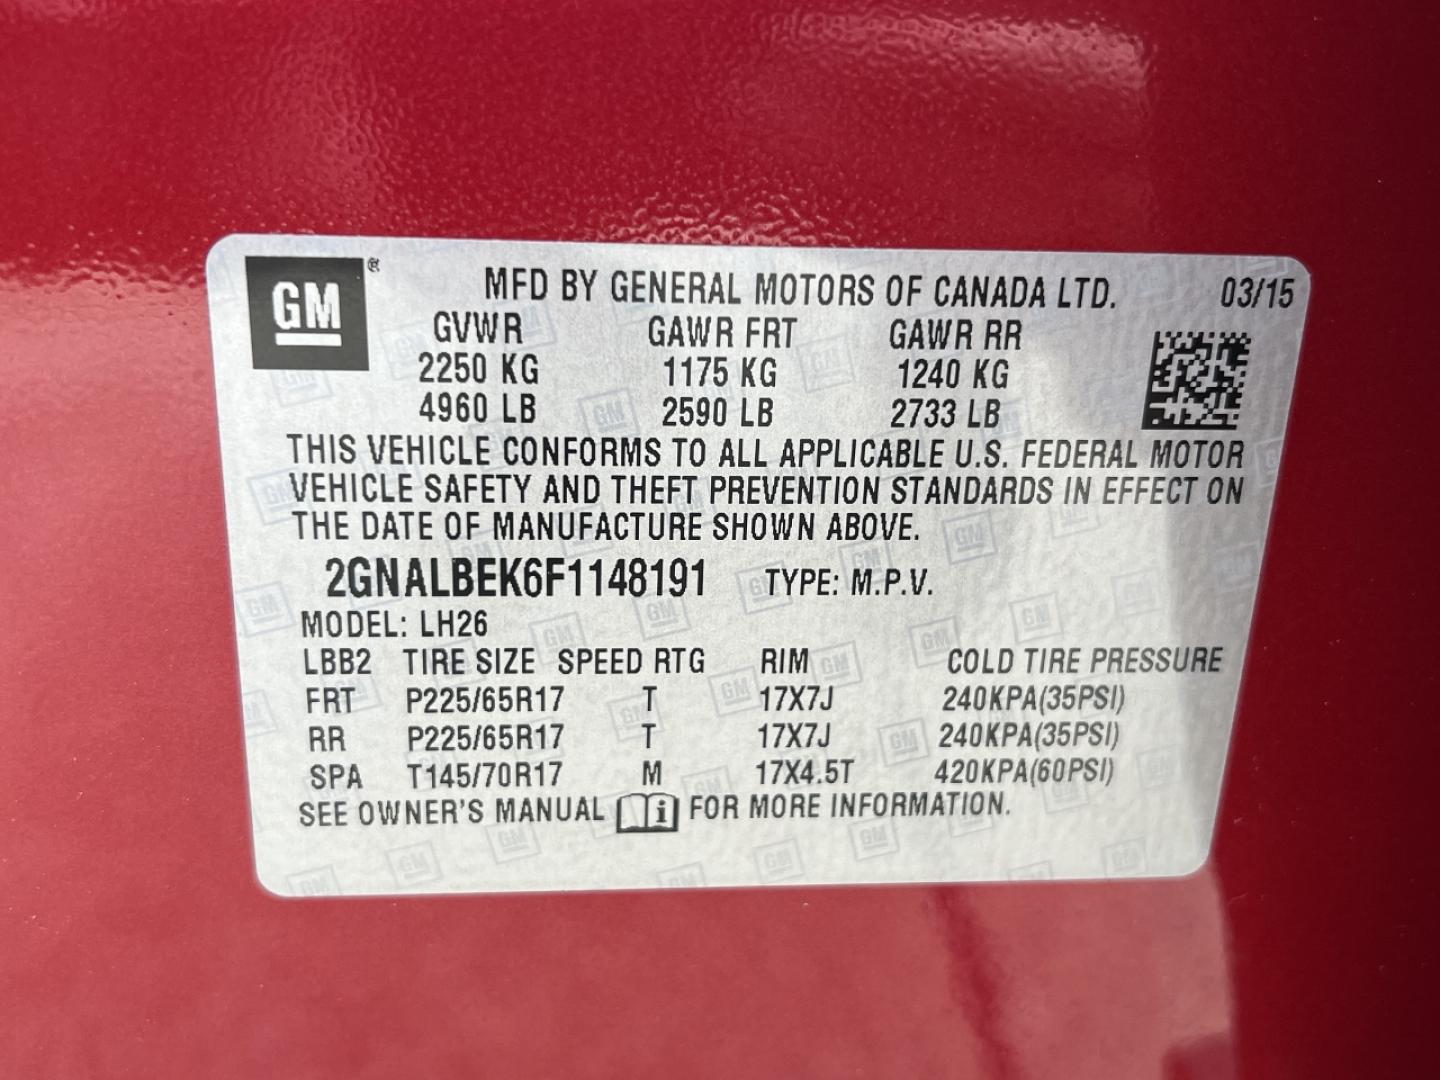 GM®
MFD BY GENERAL MOTORS OF CANADA LTD. 03/15
GVWR GAWR FRT GAWR RR
2250 KG 1175 KG 1240 KG
4960 LB 2590 LB 2733 LB
THIS VEHICLE CONFORMS TO ALL APPLICABLE U.S. FEDERAL MOTOR
VEHICLE SAFETY AND THEFT PREVENTION STANDARDS IN EFFECT ON
THE DATE OF MANUFACTURE SHOWN ABOVE.
2GNALBEK6F1148191 TYPE: M.P.V.
MODEL: LH26
LBB2 TIRE SIZE SPEED RTG RIM COLD TIRE PRESSURE
FRT P225/65R17 T 17X7J 240KPA(35PSI)
RR P225/65R17 T 17X7J 240KPA(35PSI)
SPA T145/70R17 M 17X4.5T 420KPA(60PSI)
SEE OWNER'S MANUAL i FOR MORE INFORMATION.